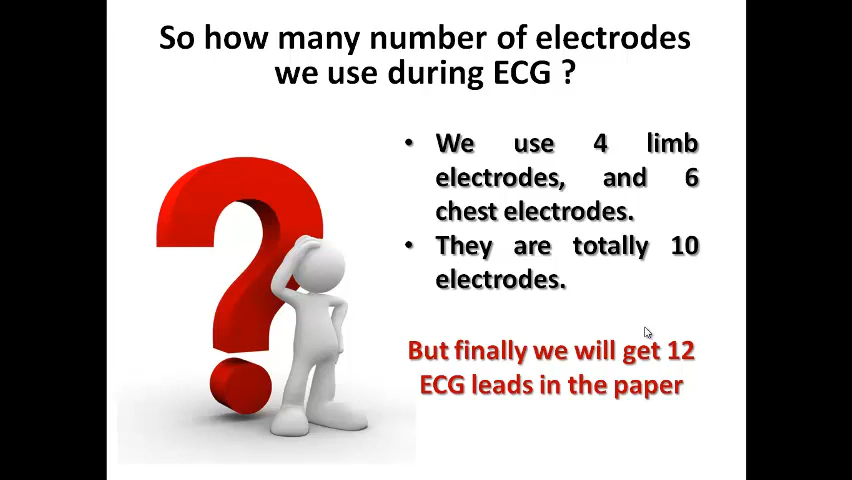 So how many number of electrodes
we use during ECG ?
• We use 4 limb
electrodes, and 6
chest electrodes.
• They are totally 10
electrodes.
But finally we will get 12
ECG leads in the paper